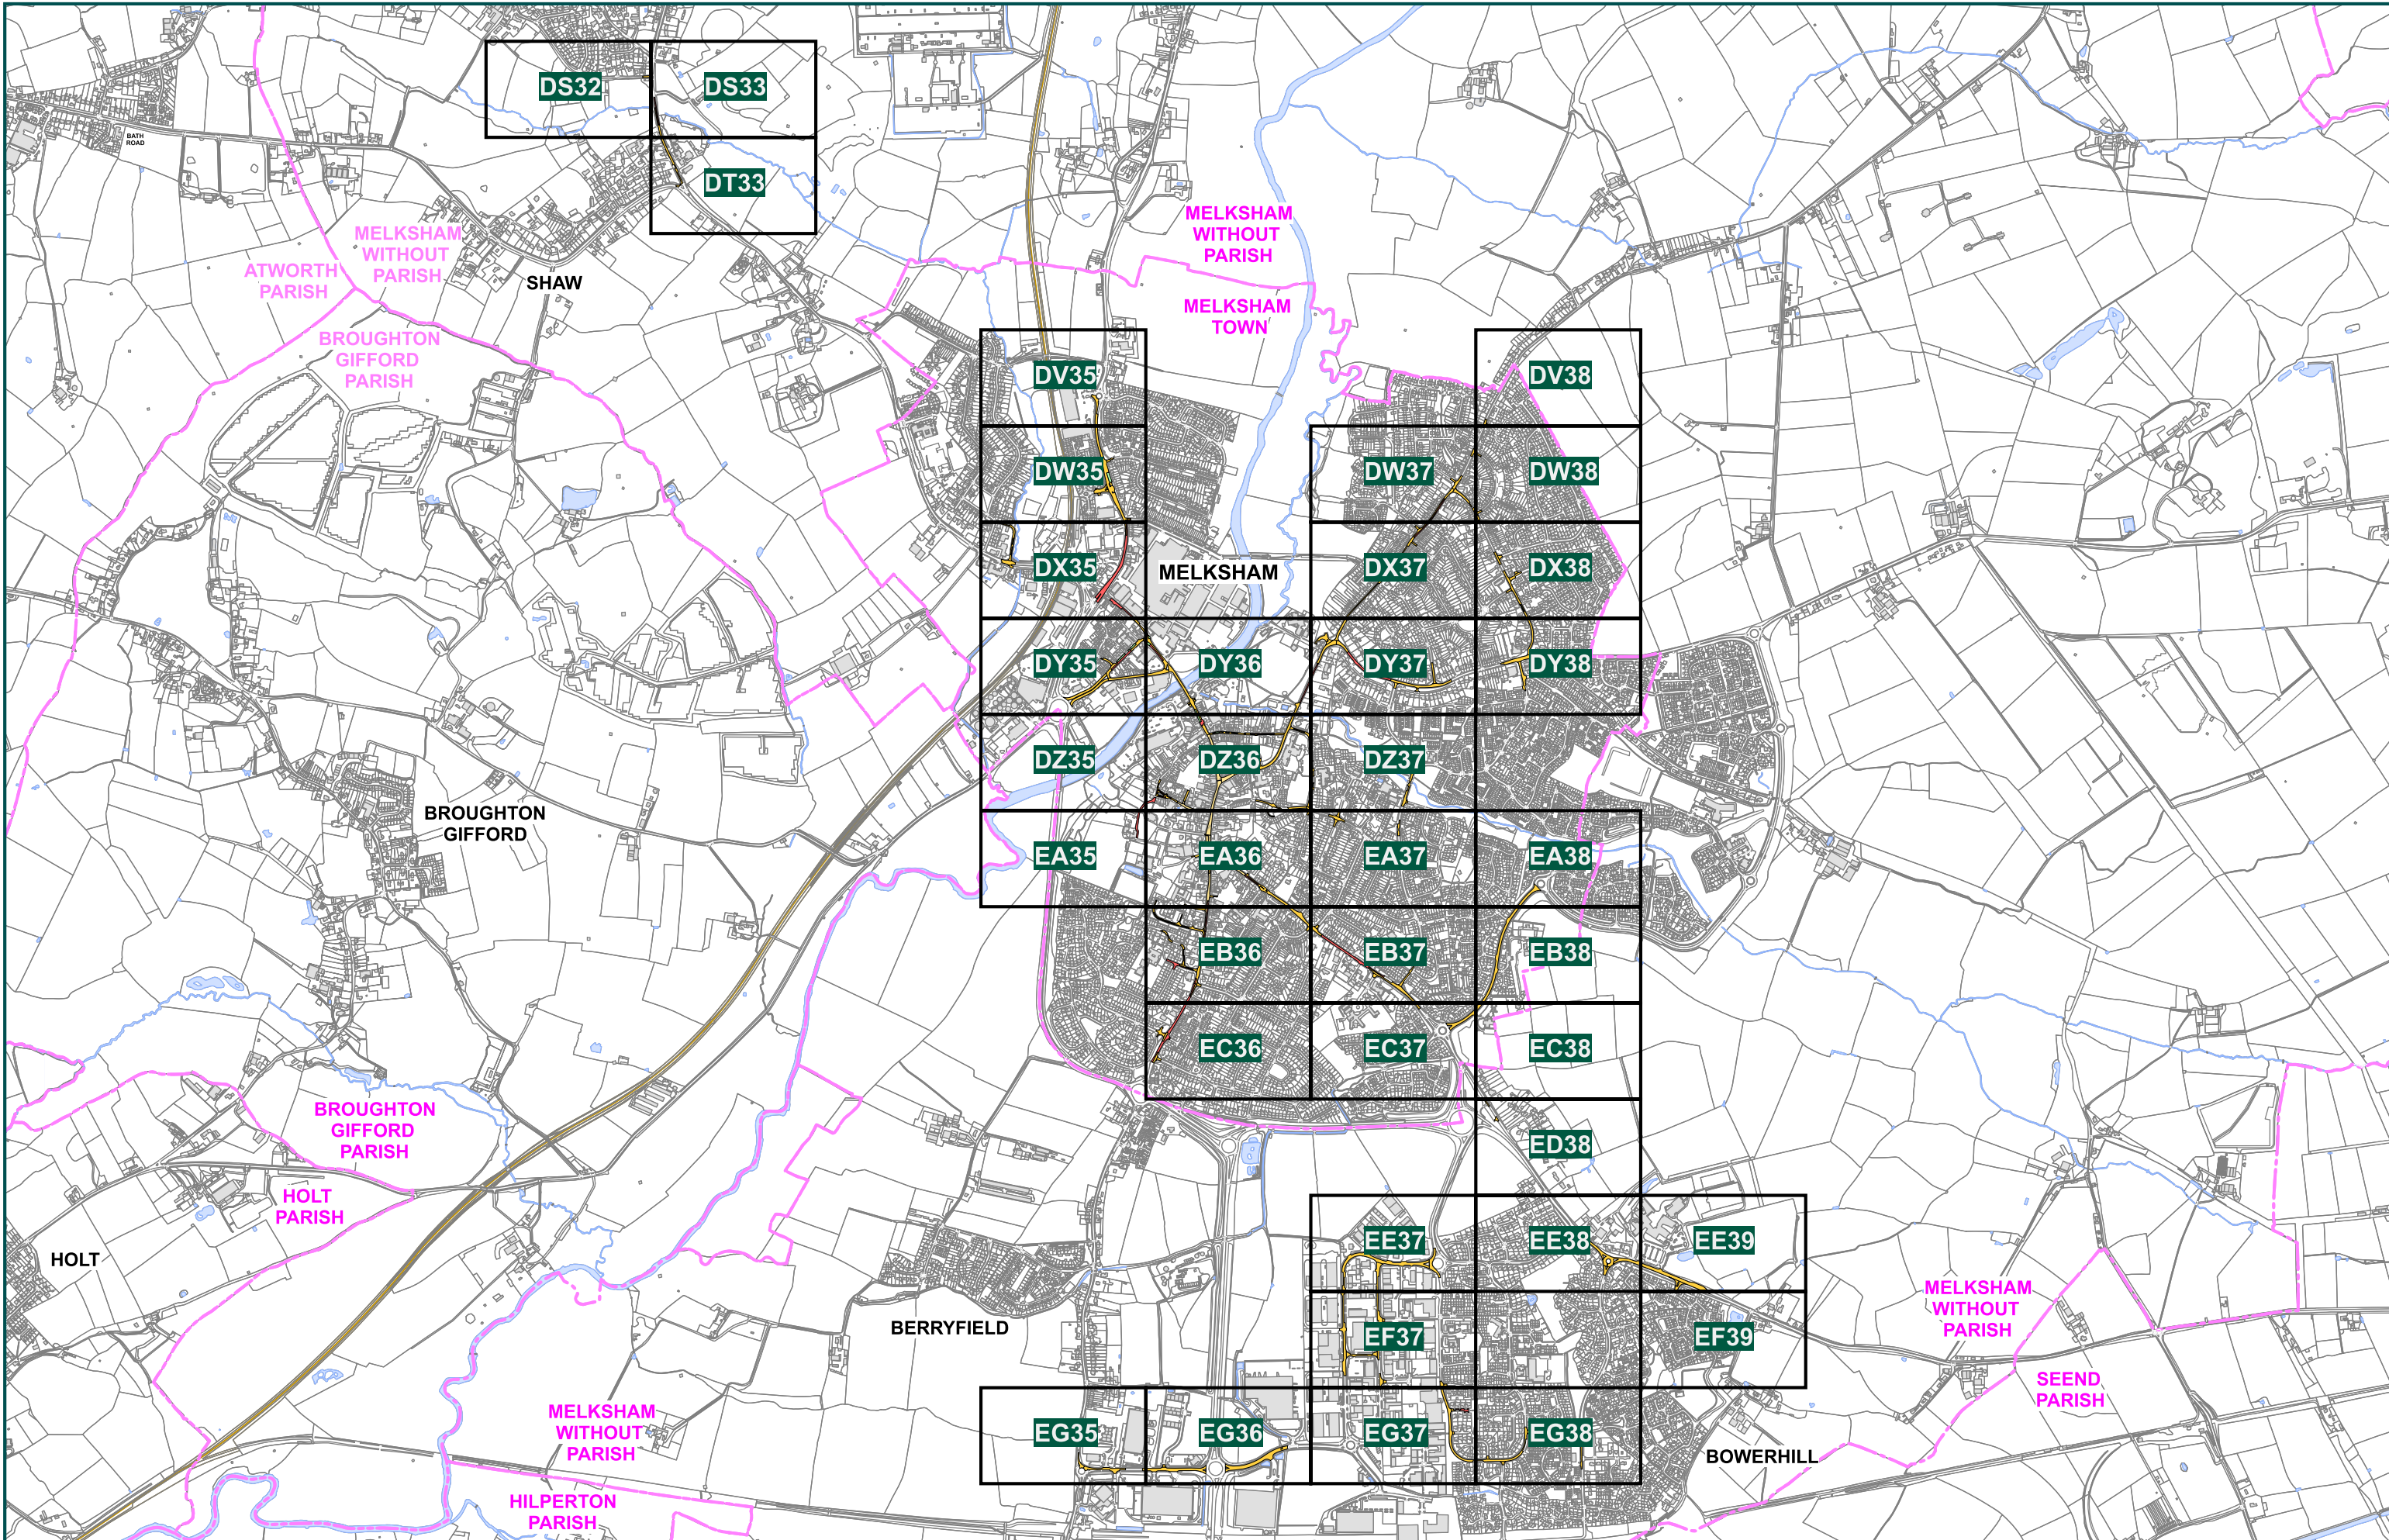 DS32
DS33
BATH
ROAD
DT33
MELKSHAM
WITHOUT
PARISH
MELKSHAM
WITHOUT
PARISH
ATWORTH
PARISH
SHAW
MELKSHAM
TOWN
BROUGHTON
GIFFORD
PARISH
DV35
DV38
DW35
DW37
DW38
DX35
MELKSHAM
DX37
DX38
DY35
DY36
DY37
DY38
DZ35
DZ36
DZ37
BROUGHTON
GIFFORD
EA35
EA36
EA37
EA38
EB36
EB37
EB38
EC36
EC37
EC38
BROUGHTON
GIFFORD
PARISH
ED38
HOLT
PARISH
HOLT
EE37
EE38
EE39
BERRYFIELD
EF37
EF39
MELKSHAM
WITHOUT
PARISH
SEEND
PARISH
MELKSHAM
WITHOUT
PARISH
EG35
EG36
EG37
EG38
BOWERHILL
HILPERTON
PARISH